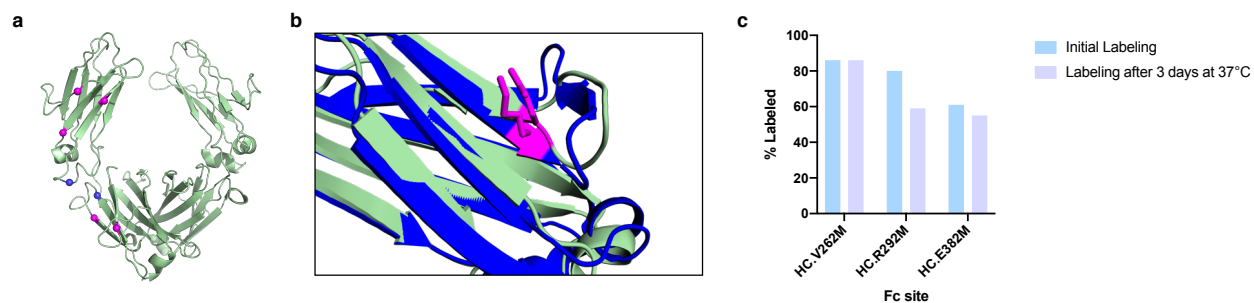 a
b
c
100
80
60
40
20
0
% Labeled
HC.V262M
HC.R292M
HC.E382M
Fc site
Initial Labeling
Labeling after 3 days at 37°C